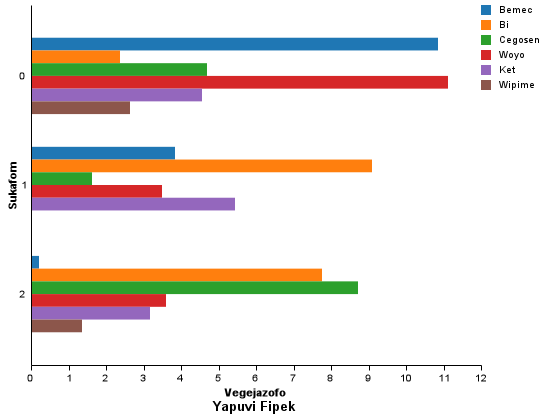 Bemec
Bi
Cegosen
Woyo
Ket
Wipime
Sukafom
0
1
2
0 1 2 3 4 5 6 7 8 9 10 11 12
Vegejazofo
Yapuvi Fipek